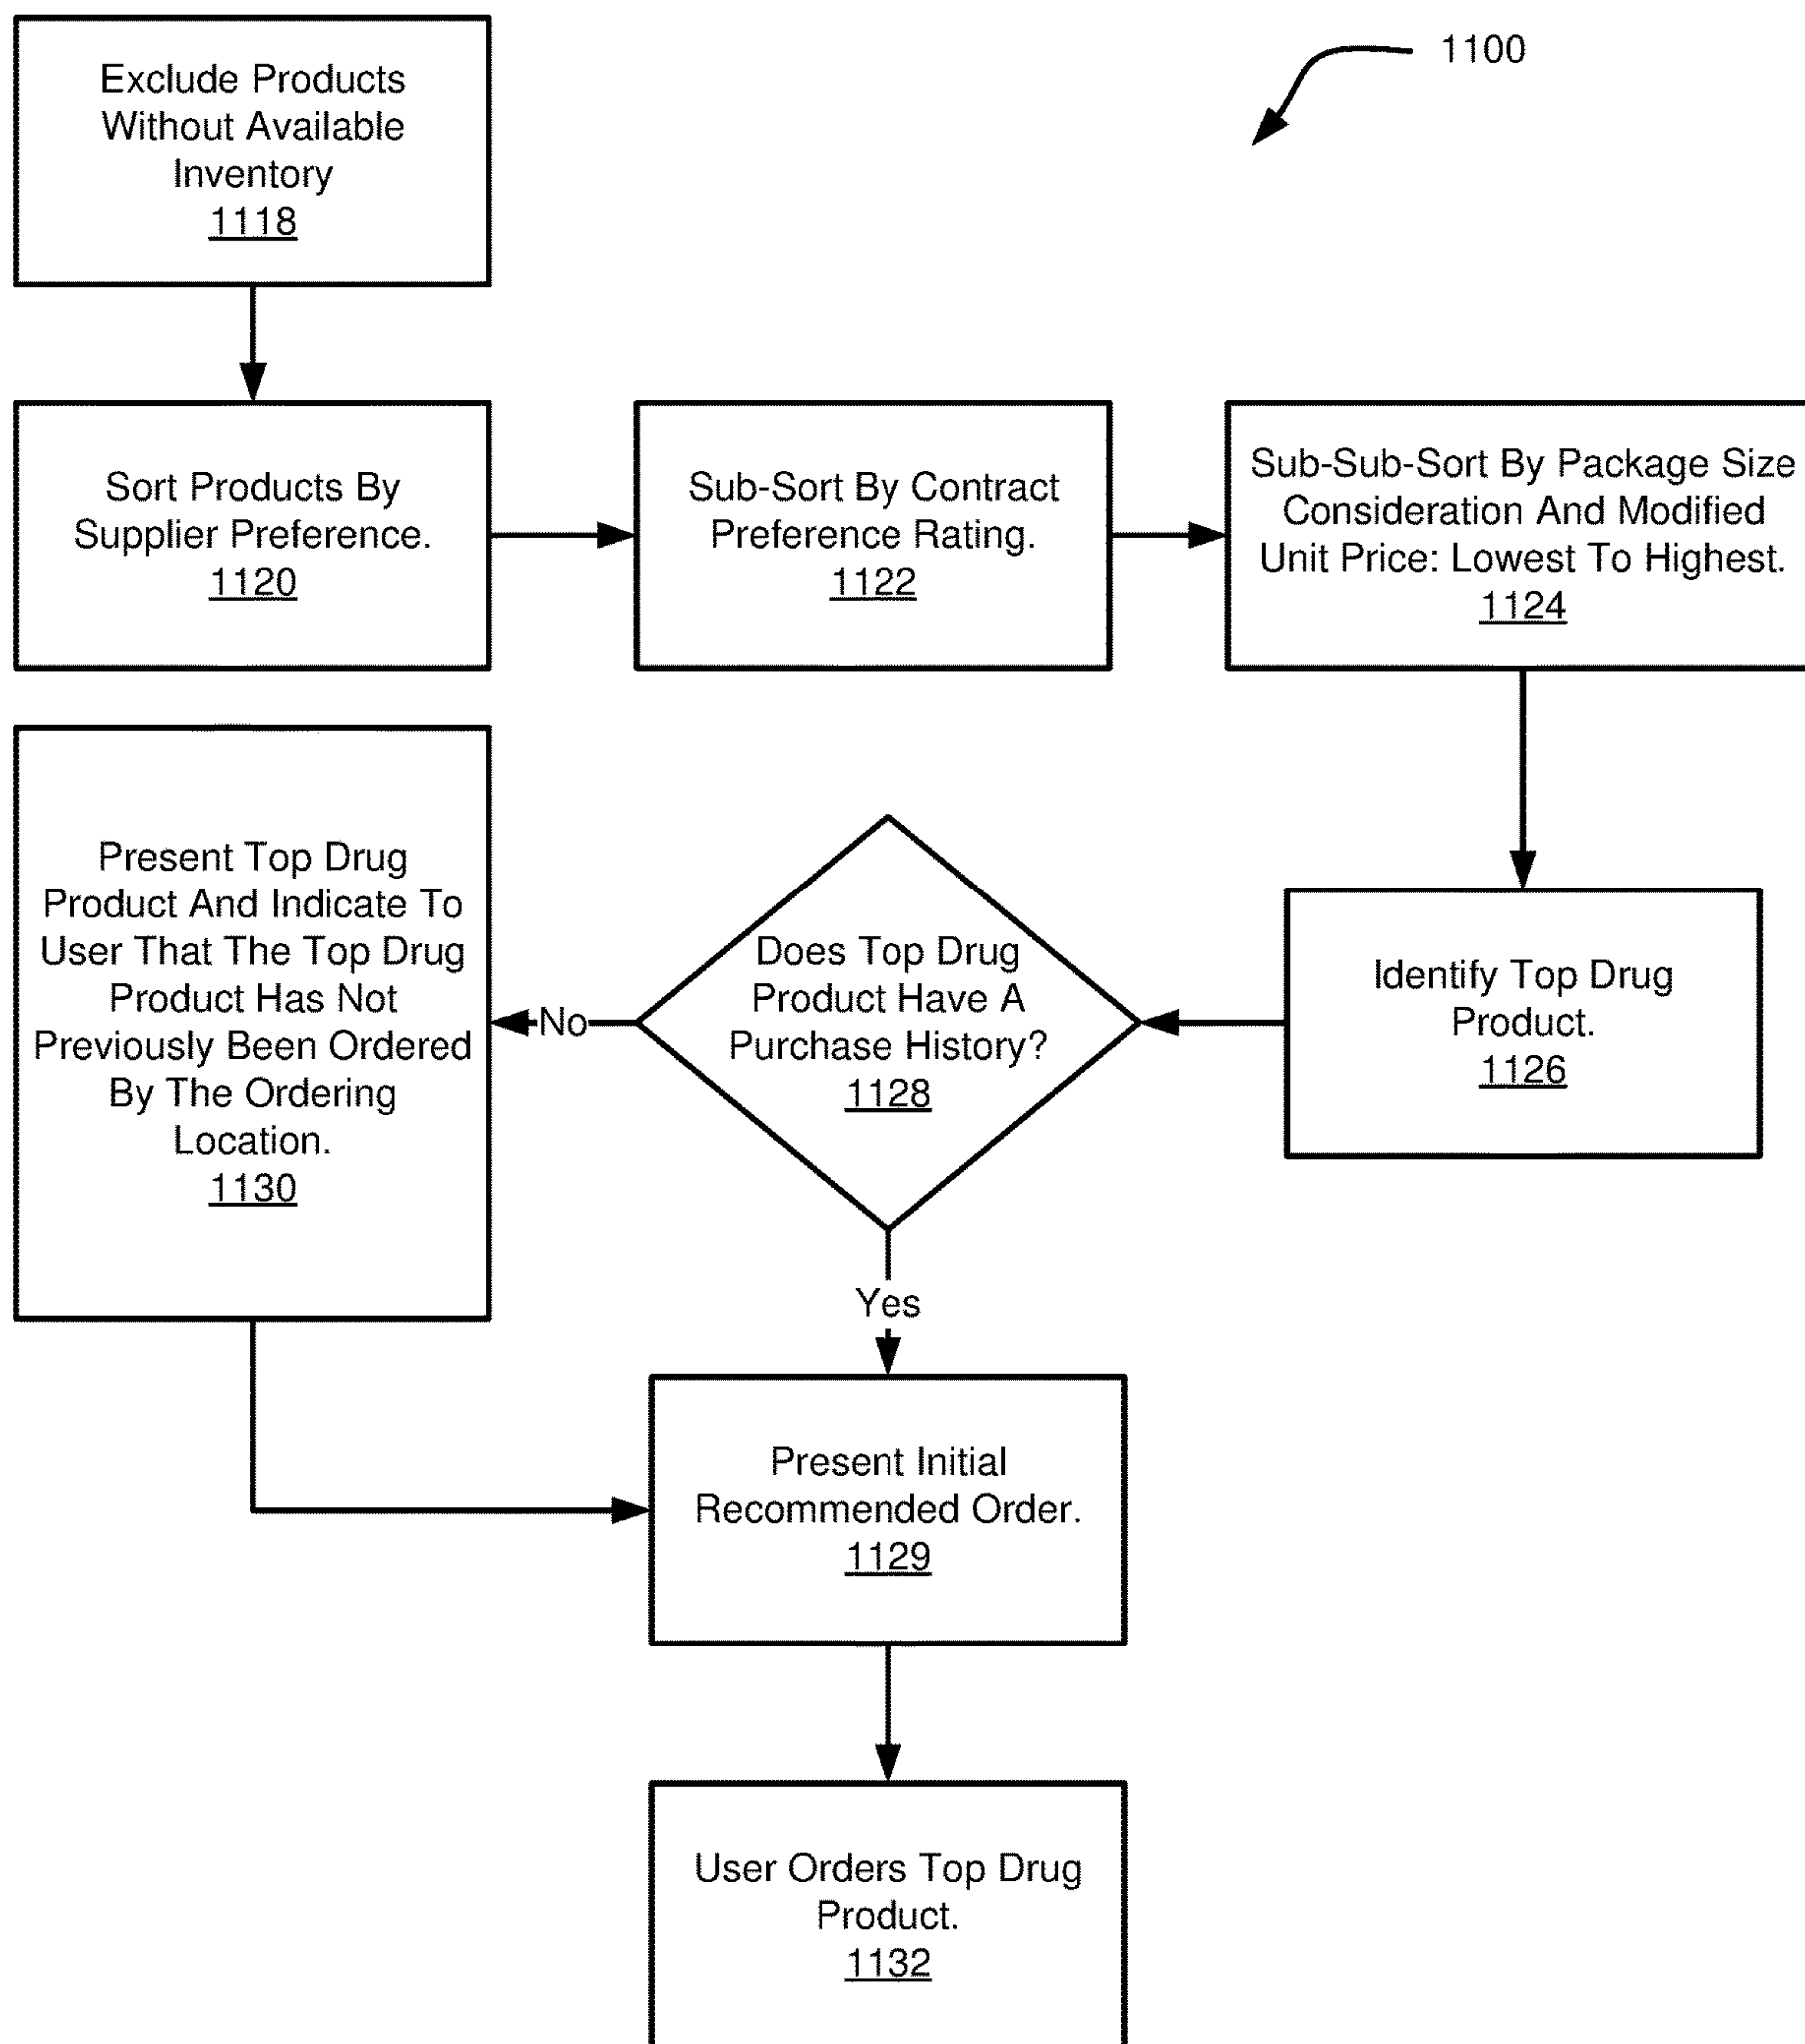 1100
Exclude Products
Without Available
Inventory
1118
Sort Products By
Supplier Preference.
1120
Sub-Sort By Contract
Preference Rating.
1122
Sub-Sub-Sort By Package Size
Consideration And Modified
Unit Price: Lowest To Highest.
1124
Identify Top Drug
Product.
1126
Does Top Drug
Product Have A
Purchase History?
1128
No
Present Top Drug
Product And Indicate To
User That The Top Drug
Product Has Not
Previously Been Ordered
By The Ordering
Location.
1130
Yes
Present Initial
Recommended Order.
1129
User Orders Top Drug
Product.
1132